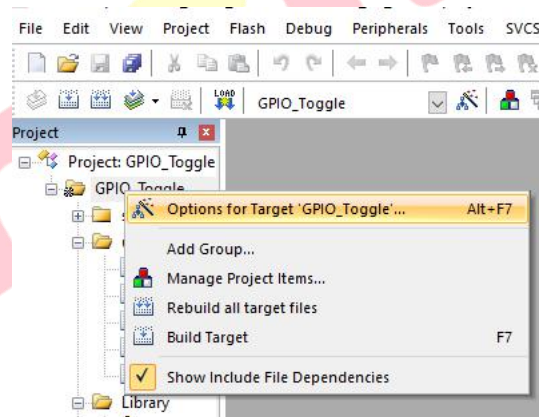 File Edit View Project Flash Debug Peripherals Tools SVCS
LOAD GPIO_Toggle
Project
Project: GPIO_Toggle
GPIO_Toggle
Options for Target 'GPIO_Toggle'... Alt+F7
Add Group...
Manage Project Items...
Rebuild all target files
Build Target F7
Show Include File Dependencies
Library